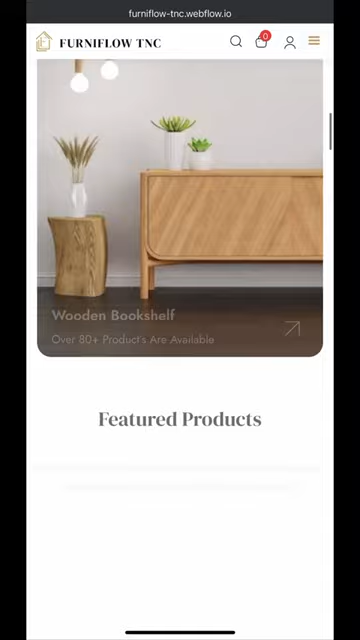 furniflow-tnc.webflow.io
FURNIFLOW TNC
0
Wooden Bookshelf
Over 80+ Product's Are Available
Featured Products